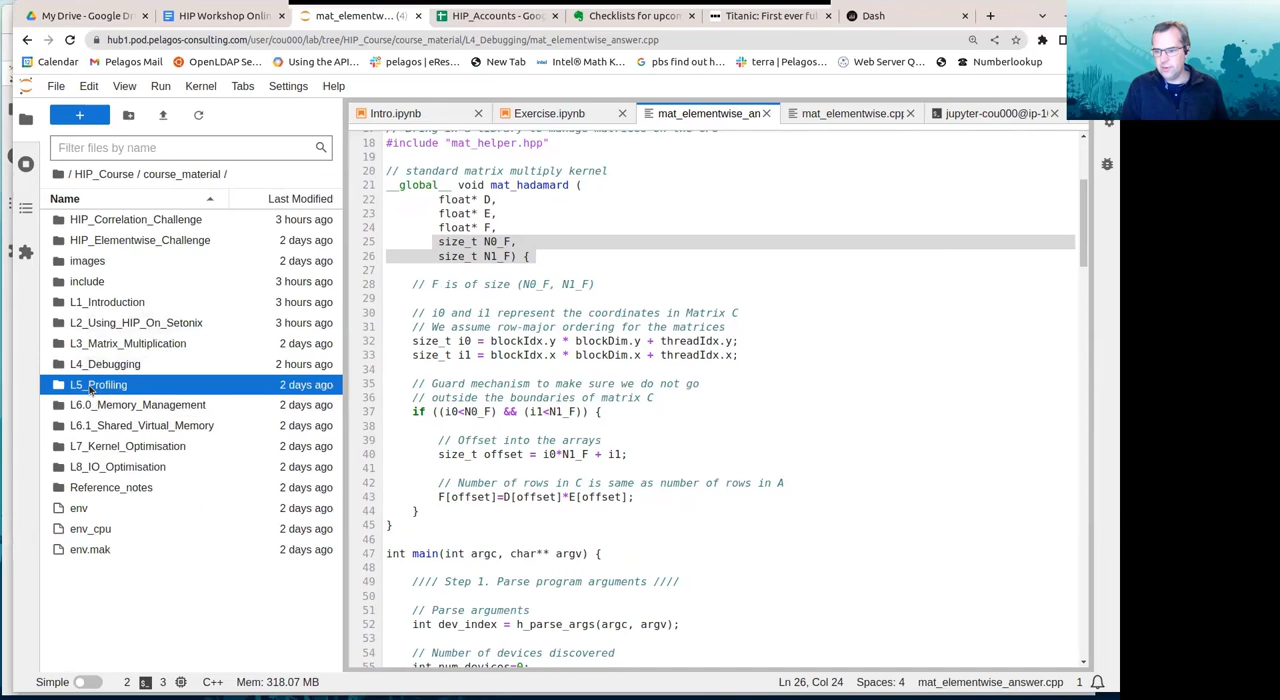 My Drive - Google Dr
HIP Workshop Online
mat_elementw... (4)
HIP_Accounts - Goog
Checklists for upcom
Titanic: First ever ful
Dash
hub1.pod.pelagos-consulting.com/user/cou000/lab/tree/HIP_Course/course_material/L4_Debugging/mat_elementwise_answer.cpp
Calendar
Pelagos Mail
OpenLDAP Se...
Using the API...
pelagos (eRes...
New Tab
Intel® Math K...
pbs find out h...
terra | Pelagos...
Web Server Q...
Numberlookup
File Edit View Run Kernel Tabs Settings Help
Intro.ipynb
Exercise.ipynb
mat_elementwise_an
mat_elementwise.cpp
jupyter-cou000@ip-1
Filter files by name
/ HIP_Course / course_material /
Name Last Modified
HIP_Correlation_Challenge 3 hours ago
HIP_Elementwise_Challenge 2 days ago
images 2 days ago
include 3 hours ago
L1_Introduction 3 hours ago
L2_Using_HIP_On_Setonix 3 hours ago
L3_Matrix_Multiplication 3 hours ago
L4_Debugging 2 hours ago
L5_Profiling 2 days ago
L6.0_Memory_Management 2 days ago
L6.1_Shared_Virtual_Memory 2 days ago
L7_Kernel_Optimisation 2 days ago
L8_IO_Optimisation 2 days ago
Reference_notes 2 days ago
env 2 days ago
env_cpu 2 days ago
env.mak 2 days ago
18 #include "mat_helper.hpp"
19
20 // standard matrix multiply kernel
21 __global__ void mat_hadamard (
22 float* D,
23 float* E,
24 float* F,
25 size_t N0_F,
26 size_t N1_F) {
27
28 // F is of size (N0_F, N1_F)
29
30 // i0 and i1 represent the coordinates in Matrix C
31 // We assume row-major ordering for the matrices
32 size_t i0 = blockIdx.y * blockDim.y + threadIdx.y;
33 size_t i1 = blockIdx.x * blockDim.x + threadIdx.x;
34
35 // Guard mechanism to make sure we do not go
36 // outside the boundaries of matrix C
37 if ((i0<N0_F) && (i1<N1_F)) {
38
39 // Offset into the arrays
40 size_t offset = i0*N1_F + i1;
41
42 // Number of rows in C is same as number of rows in A
43 F[offset]=D[offset]*E[offset];
44 }
45 }
46
47 int main(int argc, char** argv) {
48
49 //// Step 1. Parse program arguments ////
50
51 // Parse arguments
52 int dev_index = h_parse_args(argc, argv);
53
54 // Number of devices discovered
55 int num_devices=0;
Simple 2 3 C++ Mem: 318.07 MB Ln 26, Col 24 Spaces: 4 mat_elementwise_answer.cpp 1